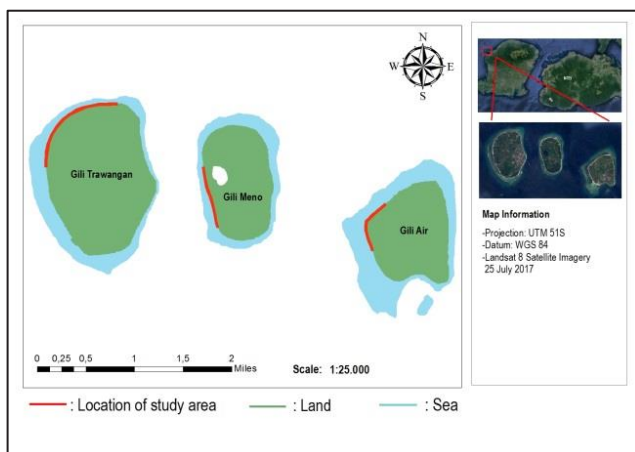 N
W E
S
Gili Trawangan
Gili Meno
Gili Air
0 0,25 0,5 1 1,5 2
Miles
Scale: 1:25.000
: Location of study area : Land : Sea
Map Information
-Projection: UTM 51S
-Datum: WGS 84
-Landsat 8 Satellite Imagery
25 July 2017